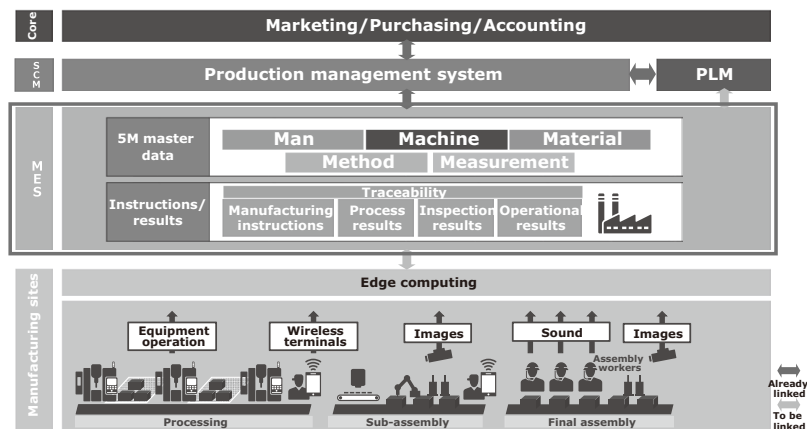 Core
Marketing/Purchasing/Accounting
SCM
Production management system
PLM
MES
5M master
data
Man
Machine
Material
Method
Measurement
Instructions/
results
Traceability
Manufacturing
instructions
Process
results
Inspection
results
Operational
results
Manufacturing sites
Edge computing
Equipment
operation
Wireless
terminals
Images
Sound
Images
Assembly
workers
Processing
Sub-assembly
Final assembly
Already
linked
To be
linked